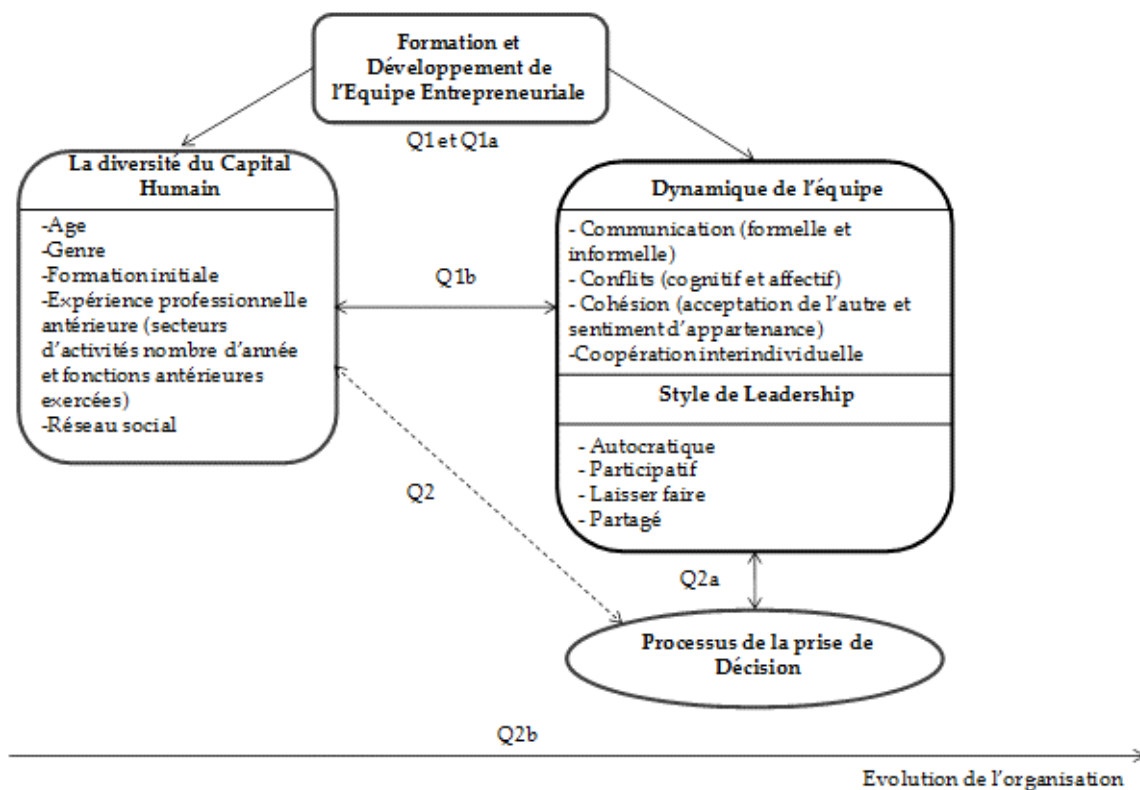 Formation et
Développement de
l'Equipe Entrepreneuriale
Q1 et Q1a
La diversité du Capital
Humain
-Age
-Genre
-Formation initiale
-Expérience professionnelle
antérieure (secteurs
d'activités nombre d'année
et fonctions antérieures
exercées)
-Réseau social
Q1b
Dynamique de l'équipe
- Communication (formelle et
informelle)
- Conflits (cognitif et affectif)
- Cohésion (acceptation de l'autre et
sentiment d'appartenance)
-Coopération interindividuelle
Style de Leadership
- Autocratique
- Participatif
- Laisser faire
- Partagé
Q2
Q2a
Processus de la prise de
Décision
Q2b
Evolution de l'organisation